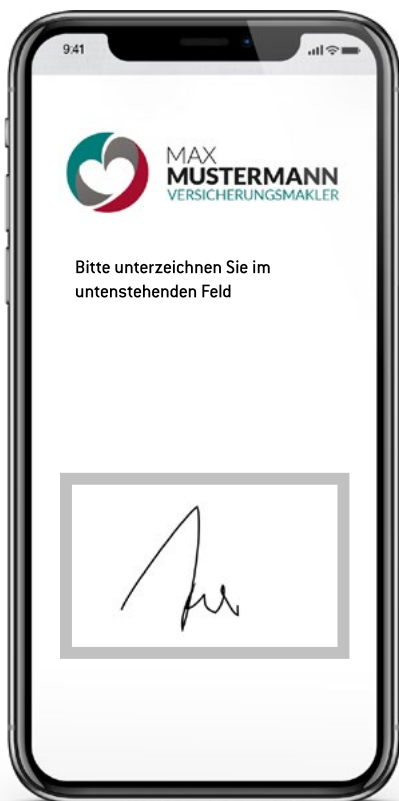 9:41
MAX
MUSTERMANN
VERSICHERUNGSMAKLER
Bitte unterzeichnen Sie im
untenstehenden Feld